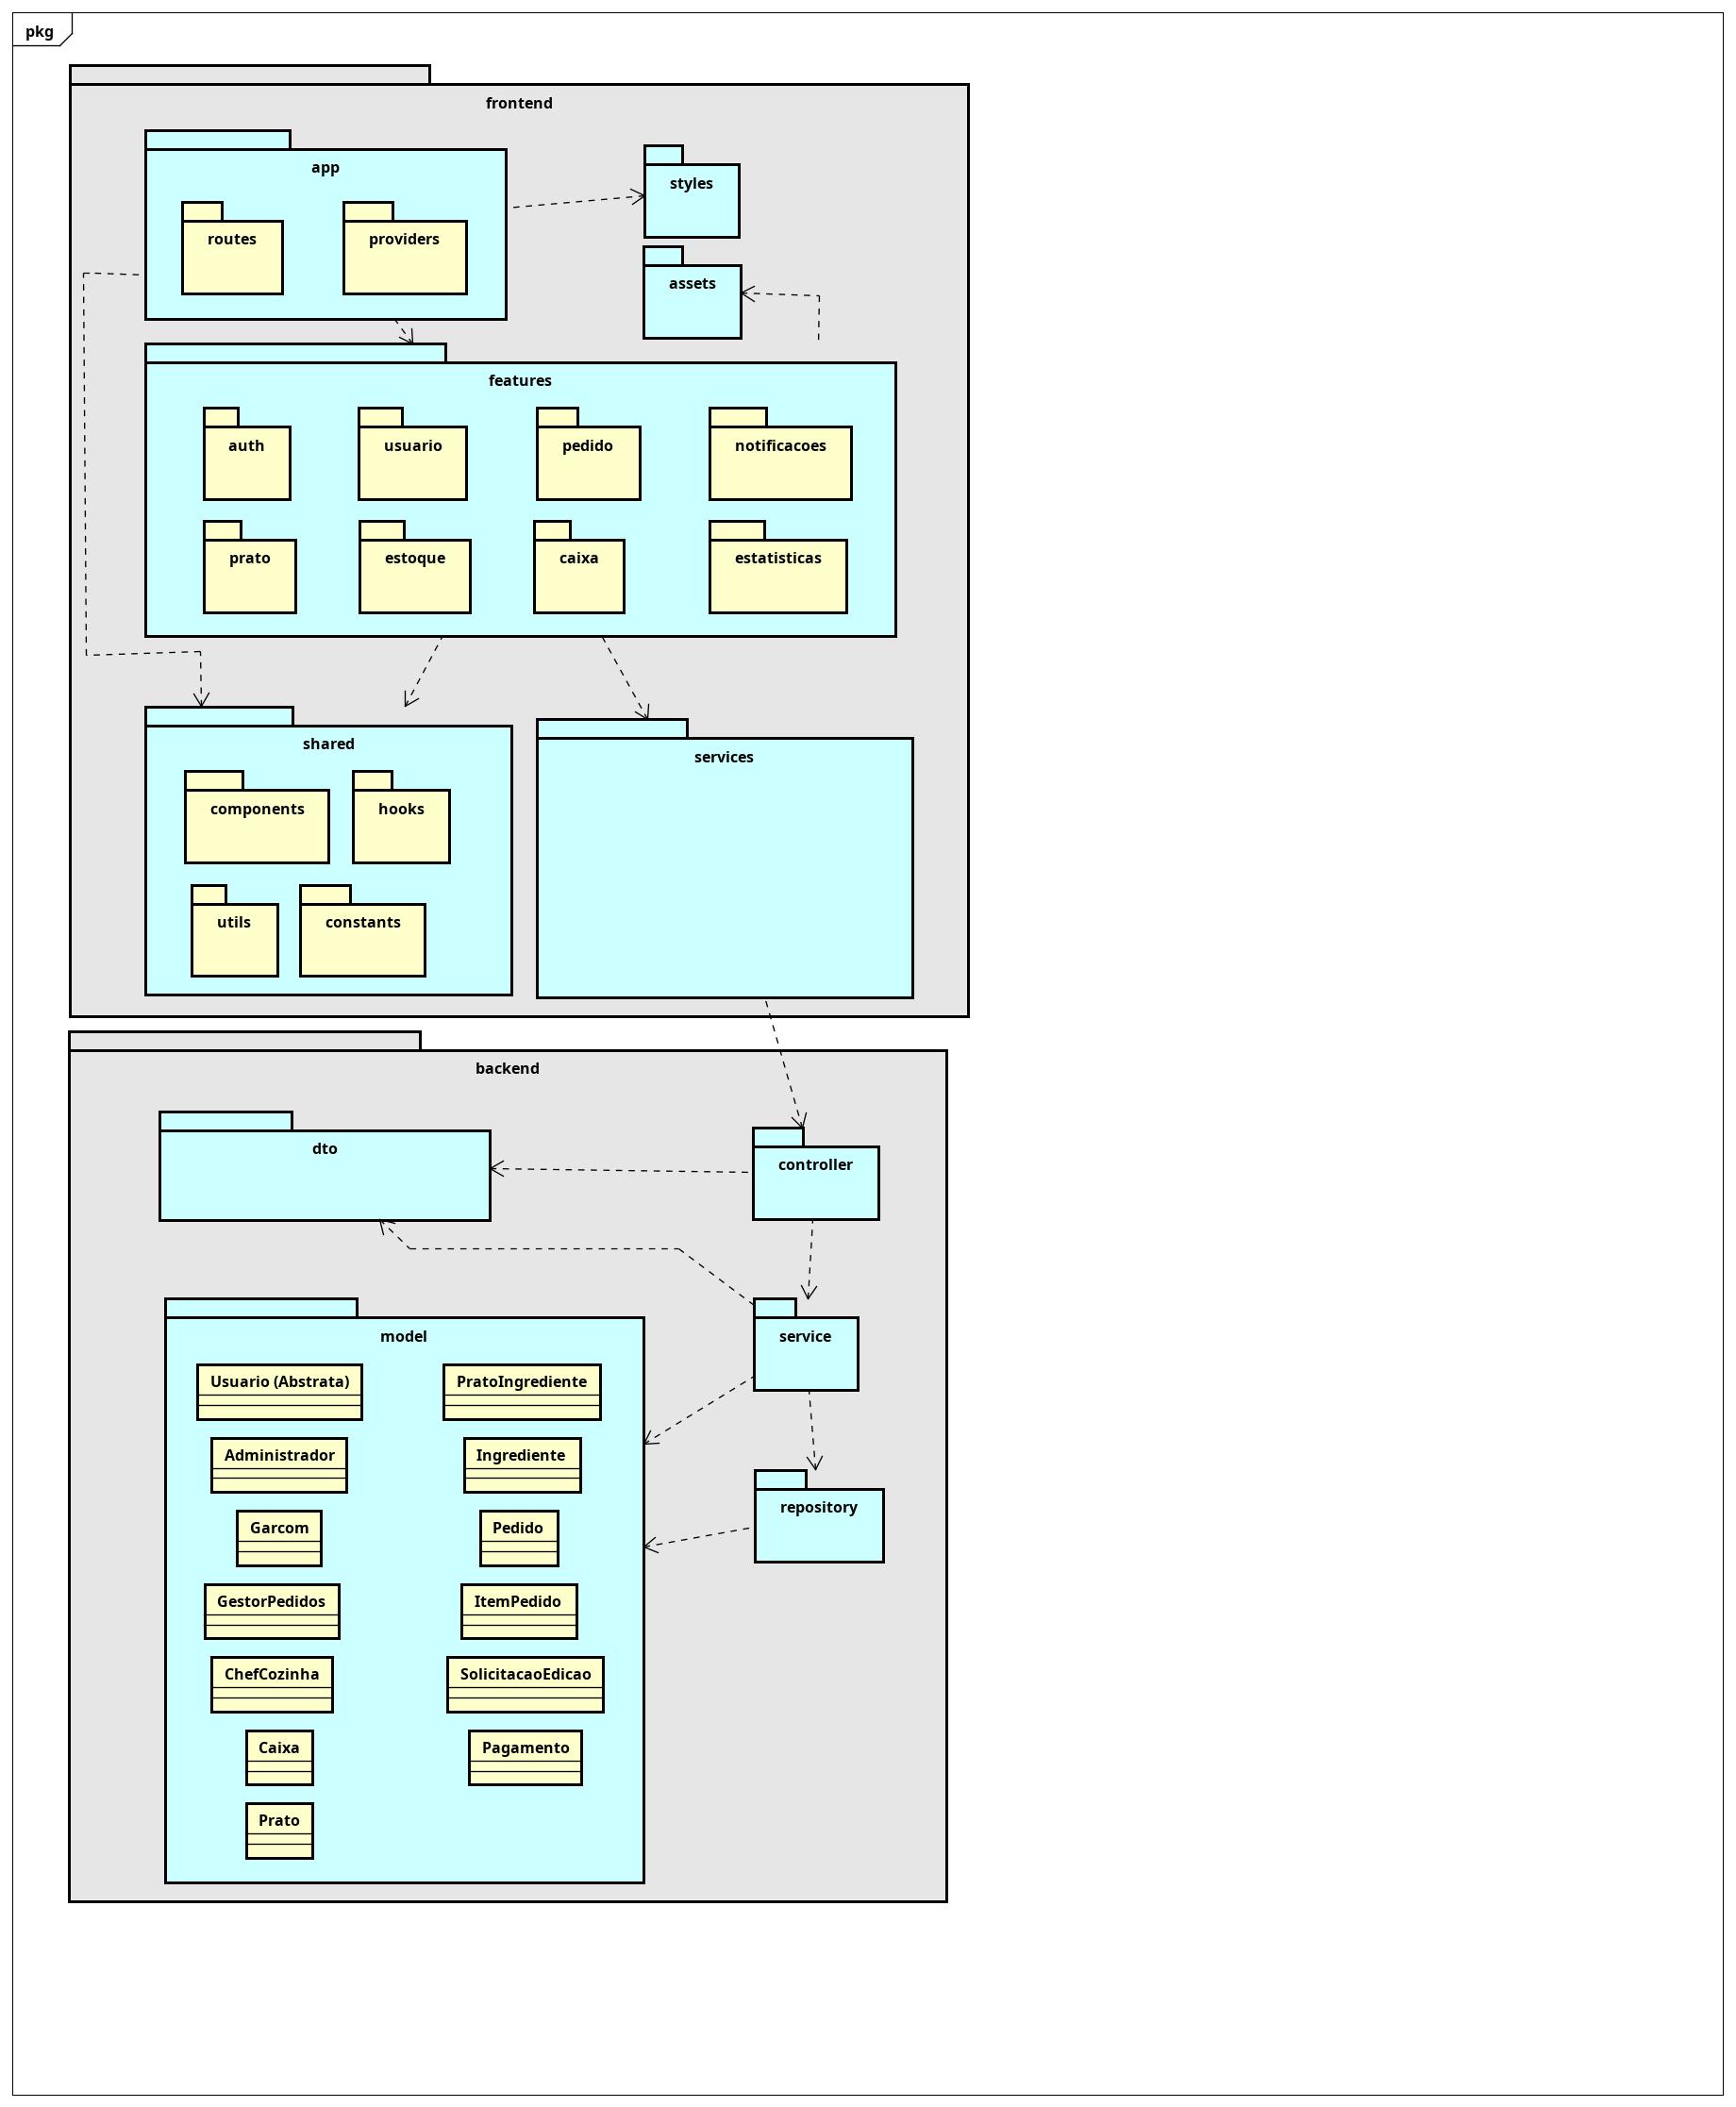 pkg
frontend
app
routes
providers
styles
assets
features
auth
usuario
pedido
notificacoes
prato
estoque
caixa
estatisticas
shared
components
hooks
utils
constants
services
backend
dto
controller
model
service
Usuario (Abstrata)
PratoIngrediente
Administrador
Ingrediente
repository
Garcom
Pedido
GestorPedidos
ItemPedido
ChefCozinha
SolicitacaoEdicao
Caixa
Pagamento
Prato